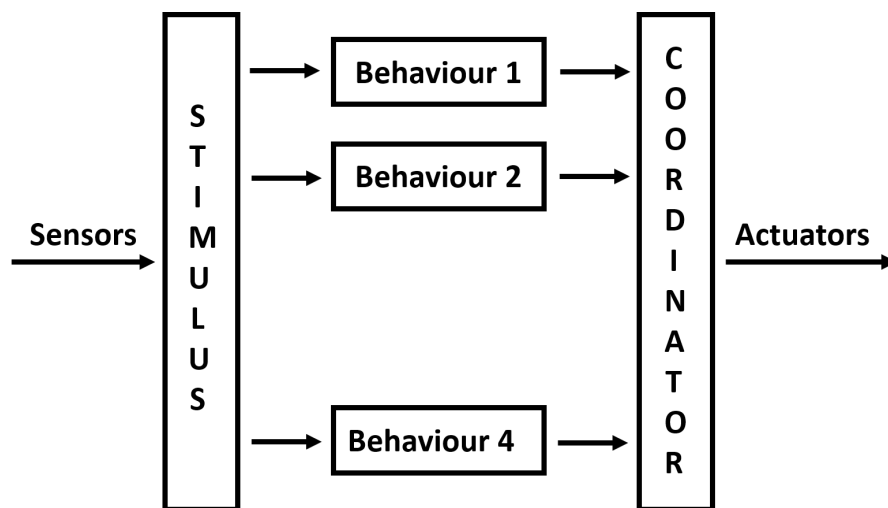 Sensors
STIMULUS
Behaviour 1
Behaviour 2
Behaviour 4
COORDINATOR
Actuators